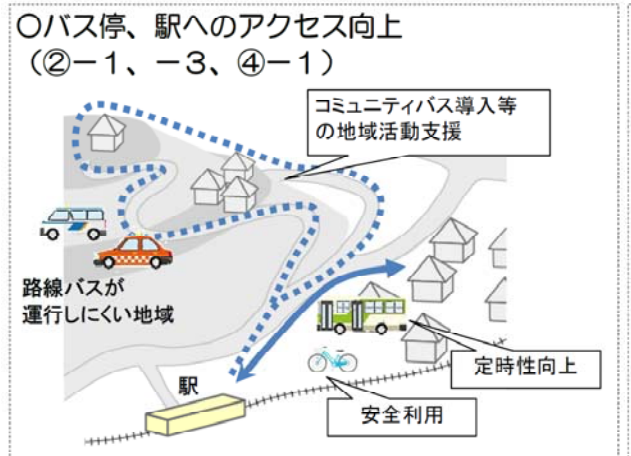 〇バス停、駅へのアクセス向上
（②－1、－3、④－1）
コミュニティバス導入等
の地域活動支援
路線バスが
運行しにくい地域
定時性向上
駅
安全利用